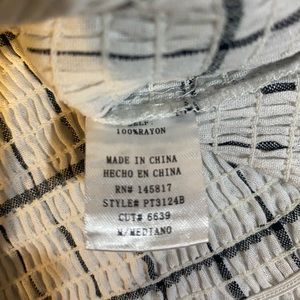 SELF:
100%RAYON
MADE IN CHINA
HECHO EN CHINA
RN# 145817
STYLE# PT3124B
CUT# 6639
M/MEDIANO